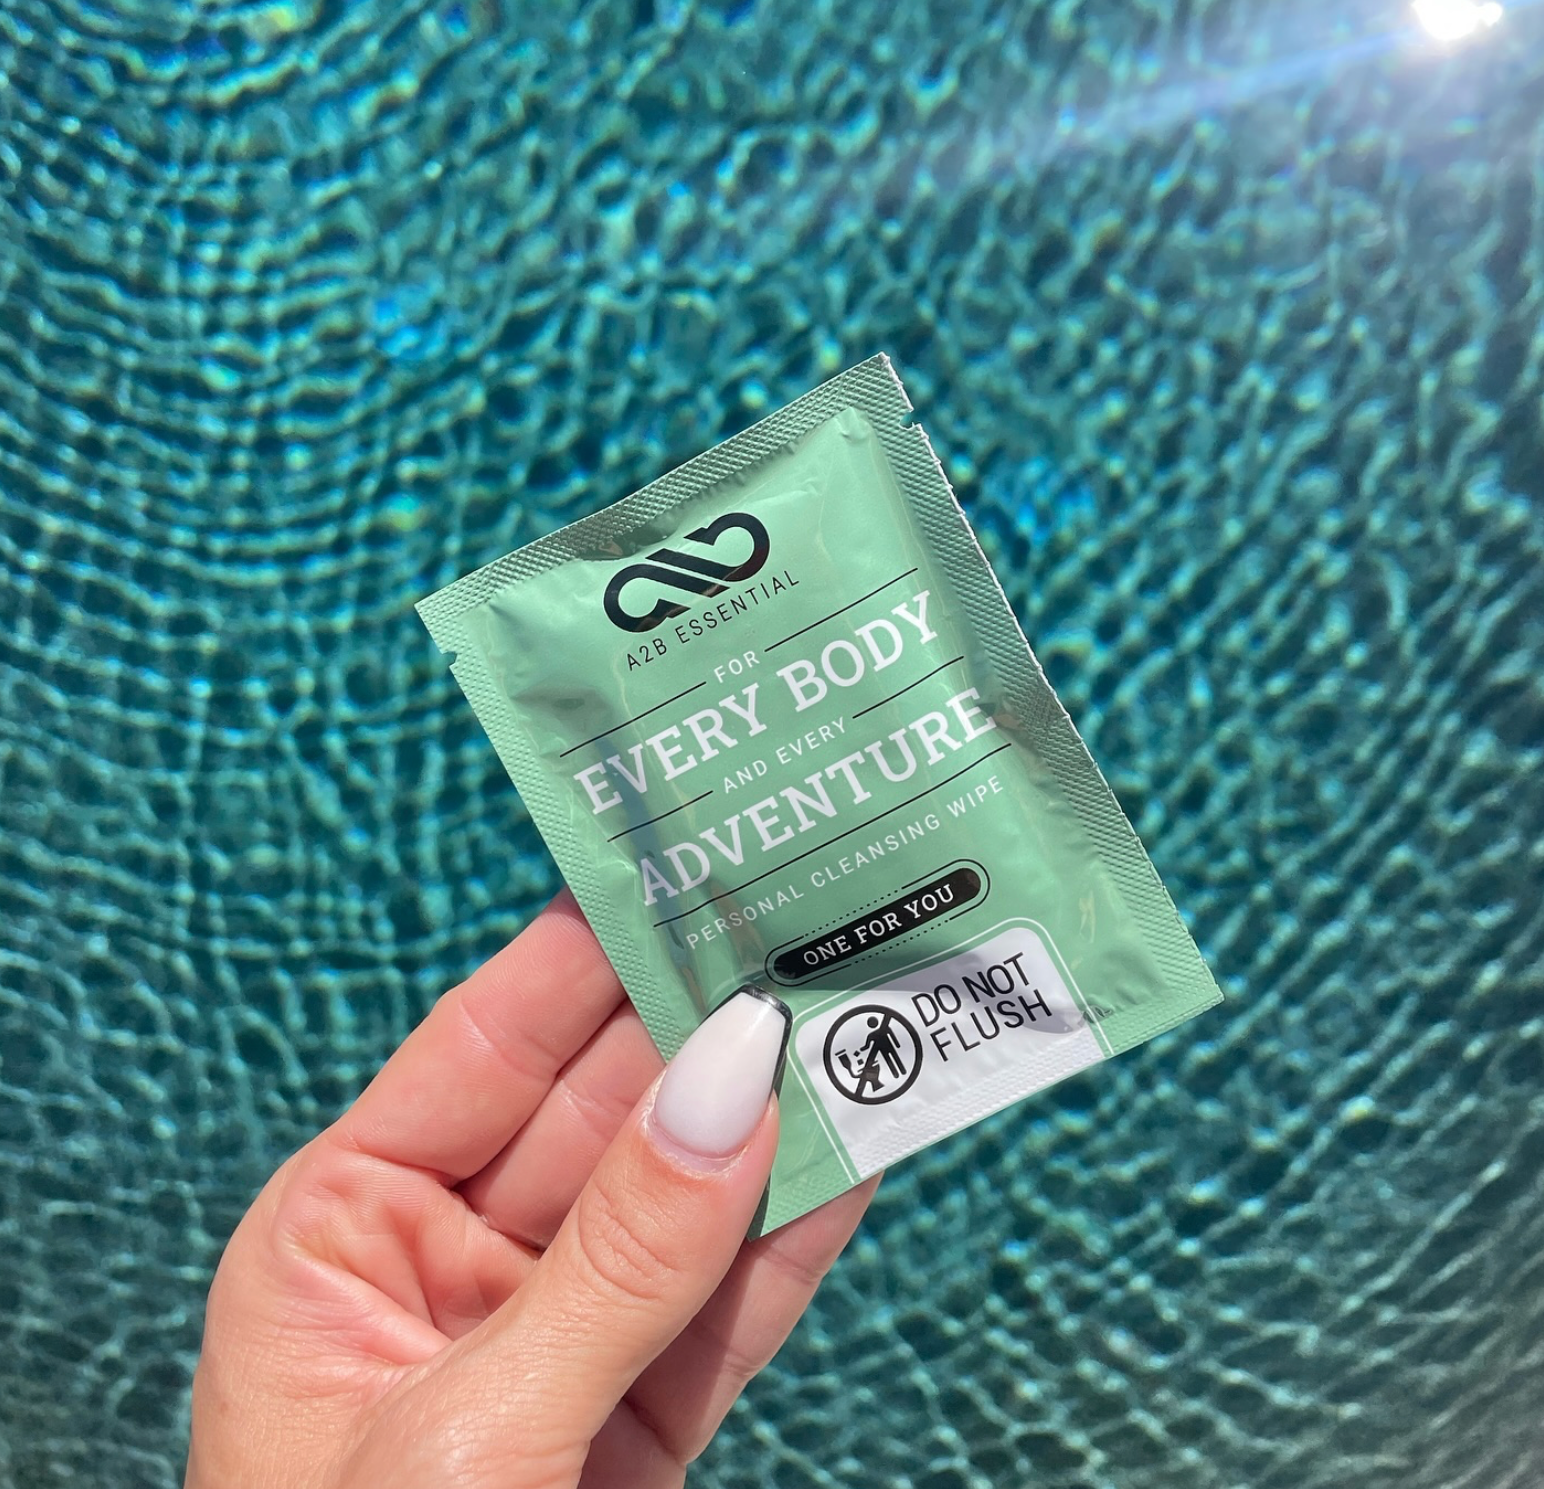 A2B ESSENTIAL
FOR
EVERY BODY
AND EVERY
ADVENTURE
PERSONAL CLEANSING WIPE
ONE FOR YOU
DO NOT
FLUSH